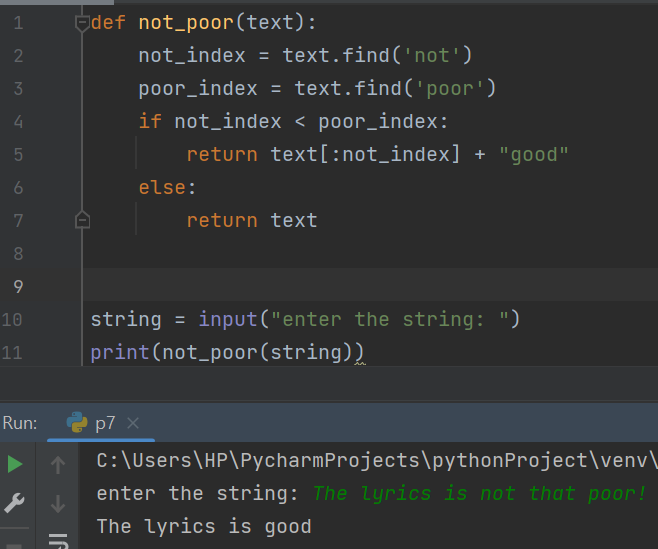 1 def not_poor(text):
2     not_index = text.find('not')
3     poor_index = text.find('poor')
4     if not_index < poor_index:
5         return text[:not_index] + "good"
6     else:
7         return text
8
9
10 string = input("enter the string: ")
11 print(not_poor(string))
Run: p7 ×
C:\Users\HP\PycharmProjects\pythonProject\venv\
enter the string: The lyrics is not that poor!
The lyrics is good